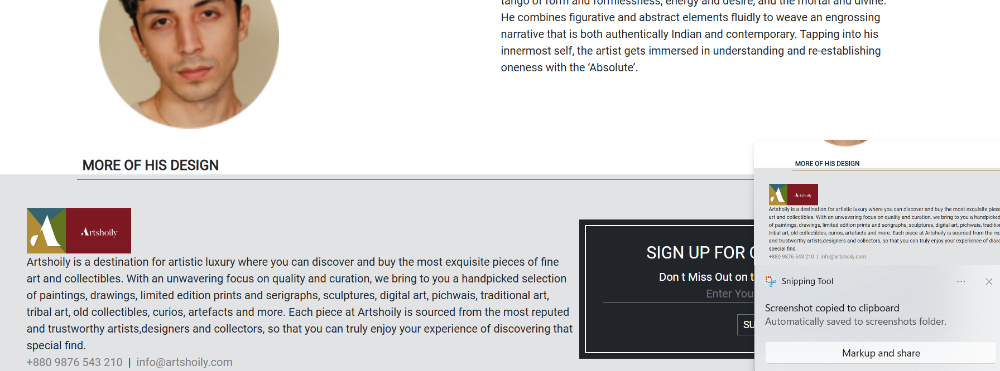 tango of form and formlessness, energy and desire, and the mortal and divine.
He combines figurative and abstract elements fluidly to weave an engrossing
narrative that is both authentically Indian and contemporary. Tapping into his
innermost self, the artist gets immersed in understanding and re-establishing
oneness with the ‘Absolute’.
MORE OF HIS DESIGN
Artshoily
Artshoily is a destination for artistic luxury where you can discover and buy the most exquisite pieces of fine
art and collectibles. With an unwavering focus on quality and curation, we bring to you a handpicked selection
of paintings, drawings, limited edition prints and serigraphs, sculptures, digital art, pichwais, traditional art,
tribal art, old collectibles, curios, artefacts and more. Each piece at Artshoily is sourced from the most reputed
and trustworthy artists,designers and collectors, so that you can truly enjoy your experience of discovering that
special find.
+880 9876 543 210 | info@artshoily.com
SIGN UP FOR
Don t Miss Out on t
Enter You
SU
MORE OF HIS DESIGN
Artshoily
Artshoily is a destination for artistic luxury where you can discover and buy the most exquisite piece
art and collectibles. With an unwavering focus on quality and curation, we bring to you a handpicked
of paintings, drawings, limited edition prints and serigraphs, sculptures, digital art, pichwais, tradition
tribal art, old collectibles, curios, artefacts and more. Each piece at Artshoily is sourced from the mo
and trustworthy artists,designers and collectors, so that you can truly enjoy your experience of disco
special find.
+880 9876 543 210 | info@artshoily.com
Snipping Tool
Screenshot copied to clipboard
Automatically saved to screenshots folder.
Markup and share